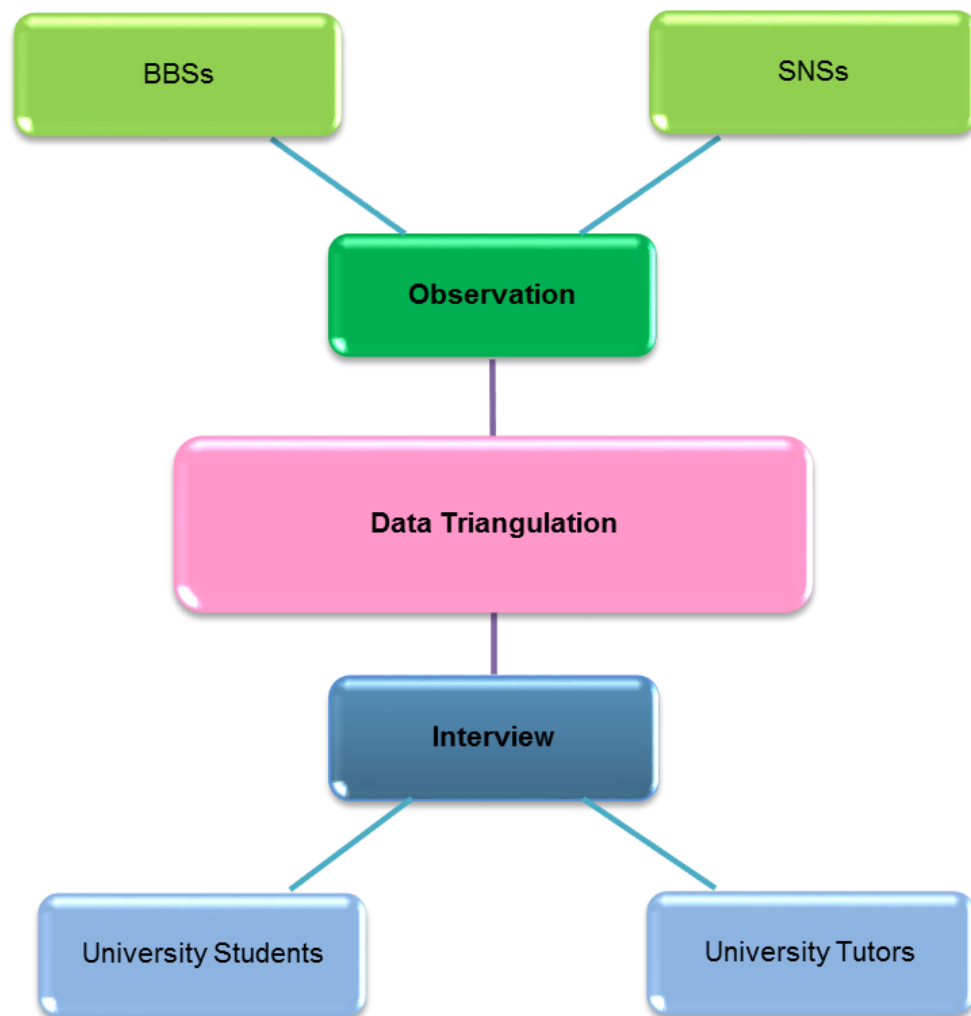 BBSs
SNSs
Observation
Data Triangulation
Interview
University Students
University Tutors